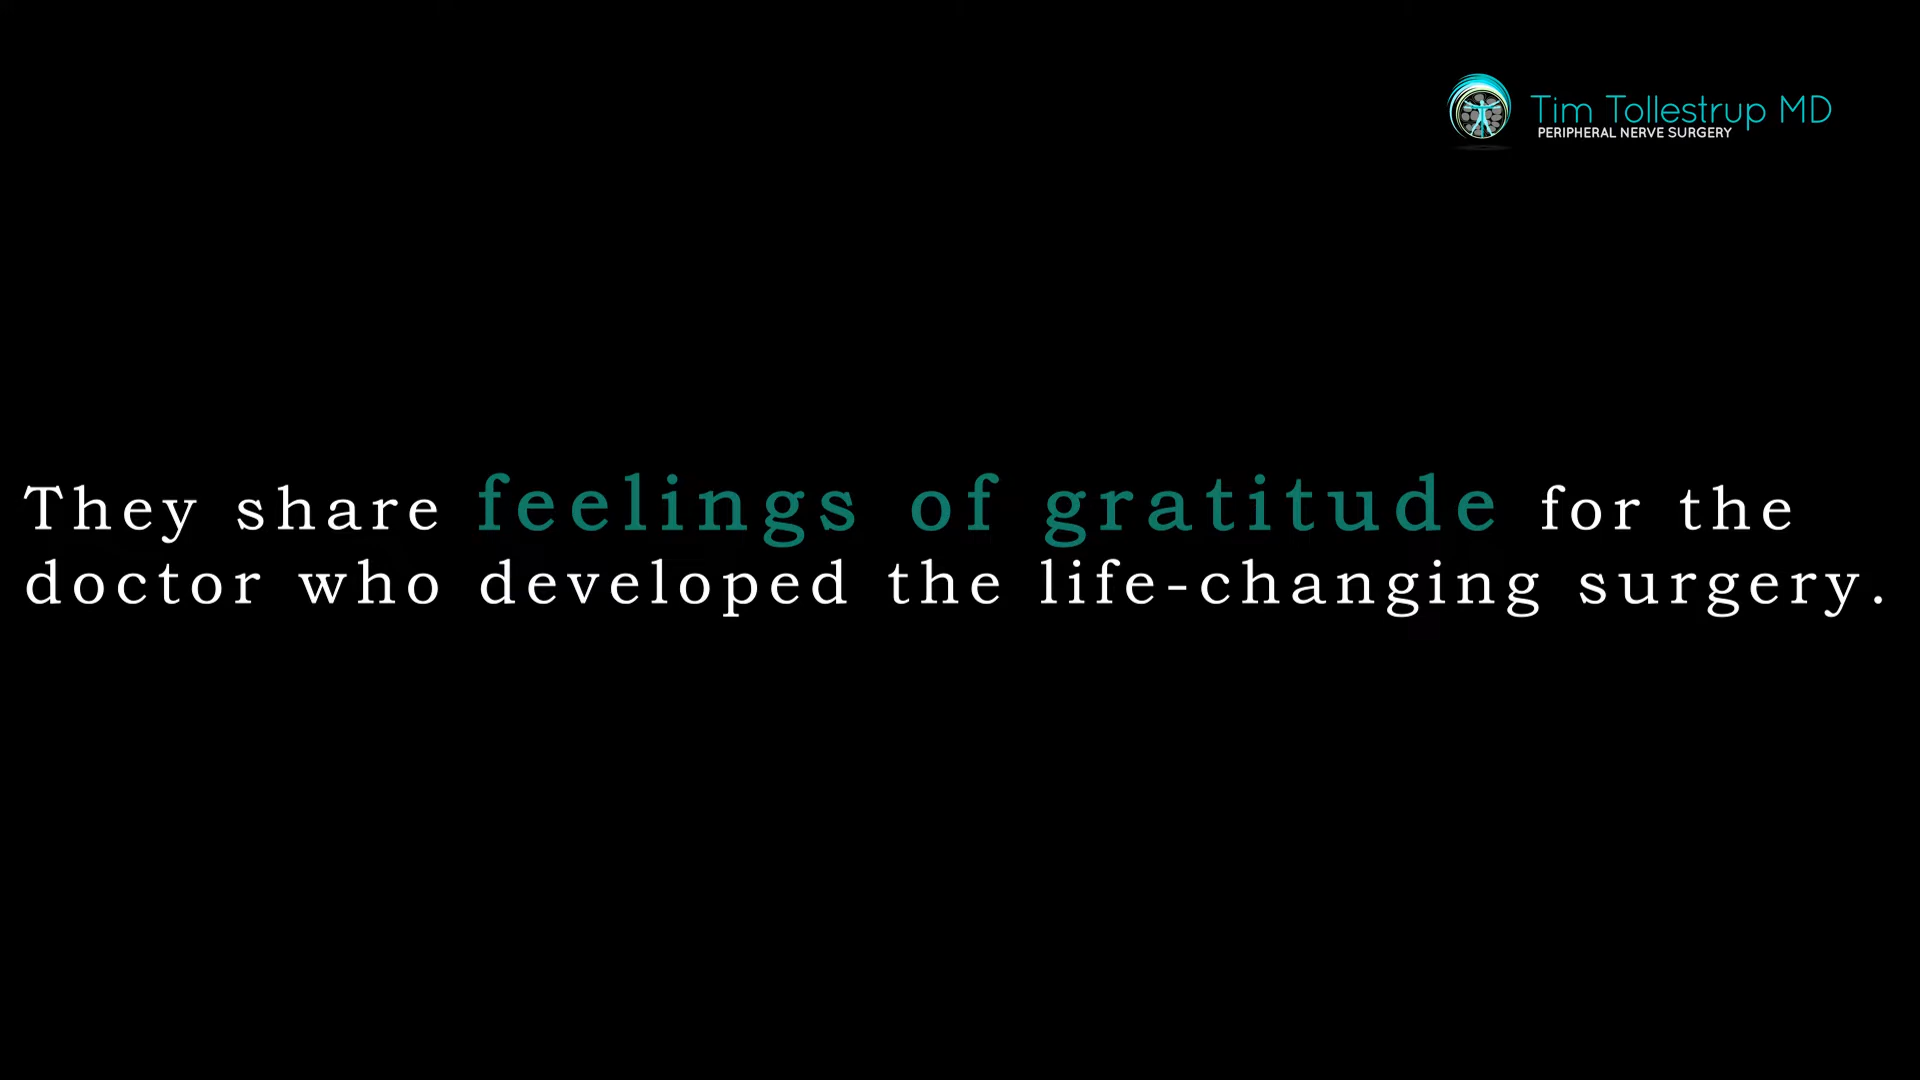 Tim Tollestrup MD
PERIPHERAL NERVE SURGERY
They share feelings of gratitude for the
doctor who developed the life-changing surgery.